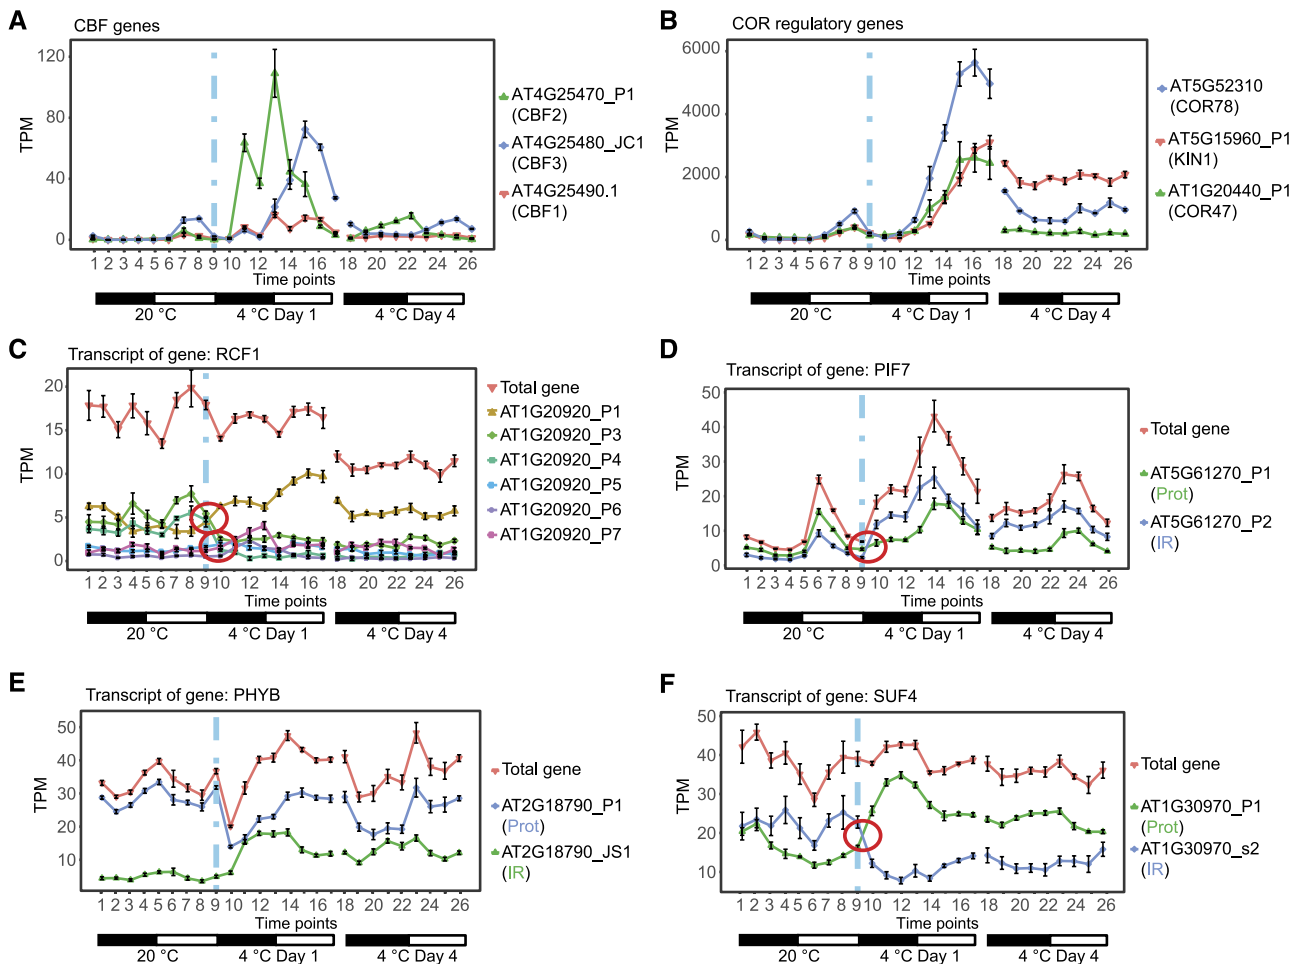 A
CBF genes
TPM
120
80
40
0
1 2 3 4 5 6 7 8 9 10 12 14 16 18 20 22 24 26
Time points
20 °C
4 °C Day 1
4 °C Day 4
AT4G25470_P1
(CBF2)
AT4G25480_JC1
(CBF3)
AT4G25490.1
(CBF1)
B
COR regulatory genes
TPM
6000
4000
2000
0
1 2 3 4 5 6 7 8 9 10 12 14 16 18 20 22 24 26
Time points
20 °C
4 °C Day 1
4 °C Day 4
AT5G52310
(COR78)
AT5G15960_P1
(KIN1)
AT1G20440_P1
(COR47)
C
Transcript of gene: RCF1
TPM
20
15
10
5
0
1 2 3 4 5 6 7 8 9 10 12 14 16 18 20 22 24 26
Time points
20 °C
4 °C Day 1
4 °C Day 4
Total gene
AT1G20920_P1
AT1G20920_P3
AT1G20920_P4
AT1G20920_P5
AT1G20920_P6
AT1G20920_P7
D
Transcript of gene: PIF7
TPM
50
40
30
20
10
0
1 2 3 4 5 6 7 8 9 10 12 14 16 18 20 22 24 26
Time points
20 °C
4 °C Day 1
4 °C Day 4
Total gene
AT5G61270_P1
(Prot)
AT5G61270_P2
(IR)
E
Transcript of gene: PHYB
TPM
50
40
30
20
10
1 2 3 4 5 6 7 8 9 10 12 14 16 18 20 22 24 26
Time points
20 °C
4 °C Day 1
4 °C Day 4
Total gene
AT2G18790_P1
(Prot)
AT2G18790_JS1
(IR)
F
Transcript of gene: SUF4
TPM
50
40
30
20
10
1 2 3 4 5 6 7 8 9 10 12 14 16 18 20 22 24 26
Time points
20 °C
4 °C Day 1
4 °C Day 4
Total gene
AT1G30970_P1
(Prot)
AT1G30970_s2
(IR)